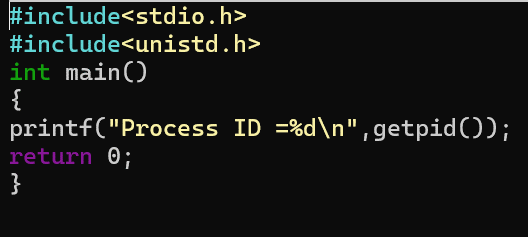 #include<stdio.h>
#include<unistd.h>
int main()
{
printf("Process ID =%d\n",getpid());
return 0;
}